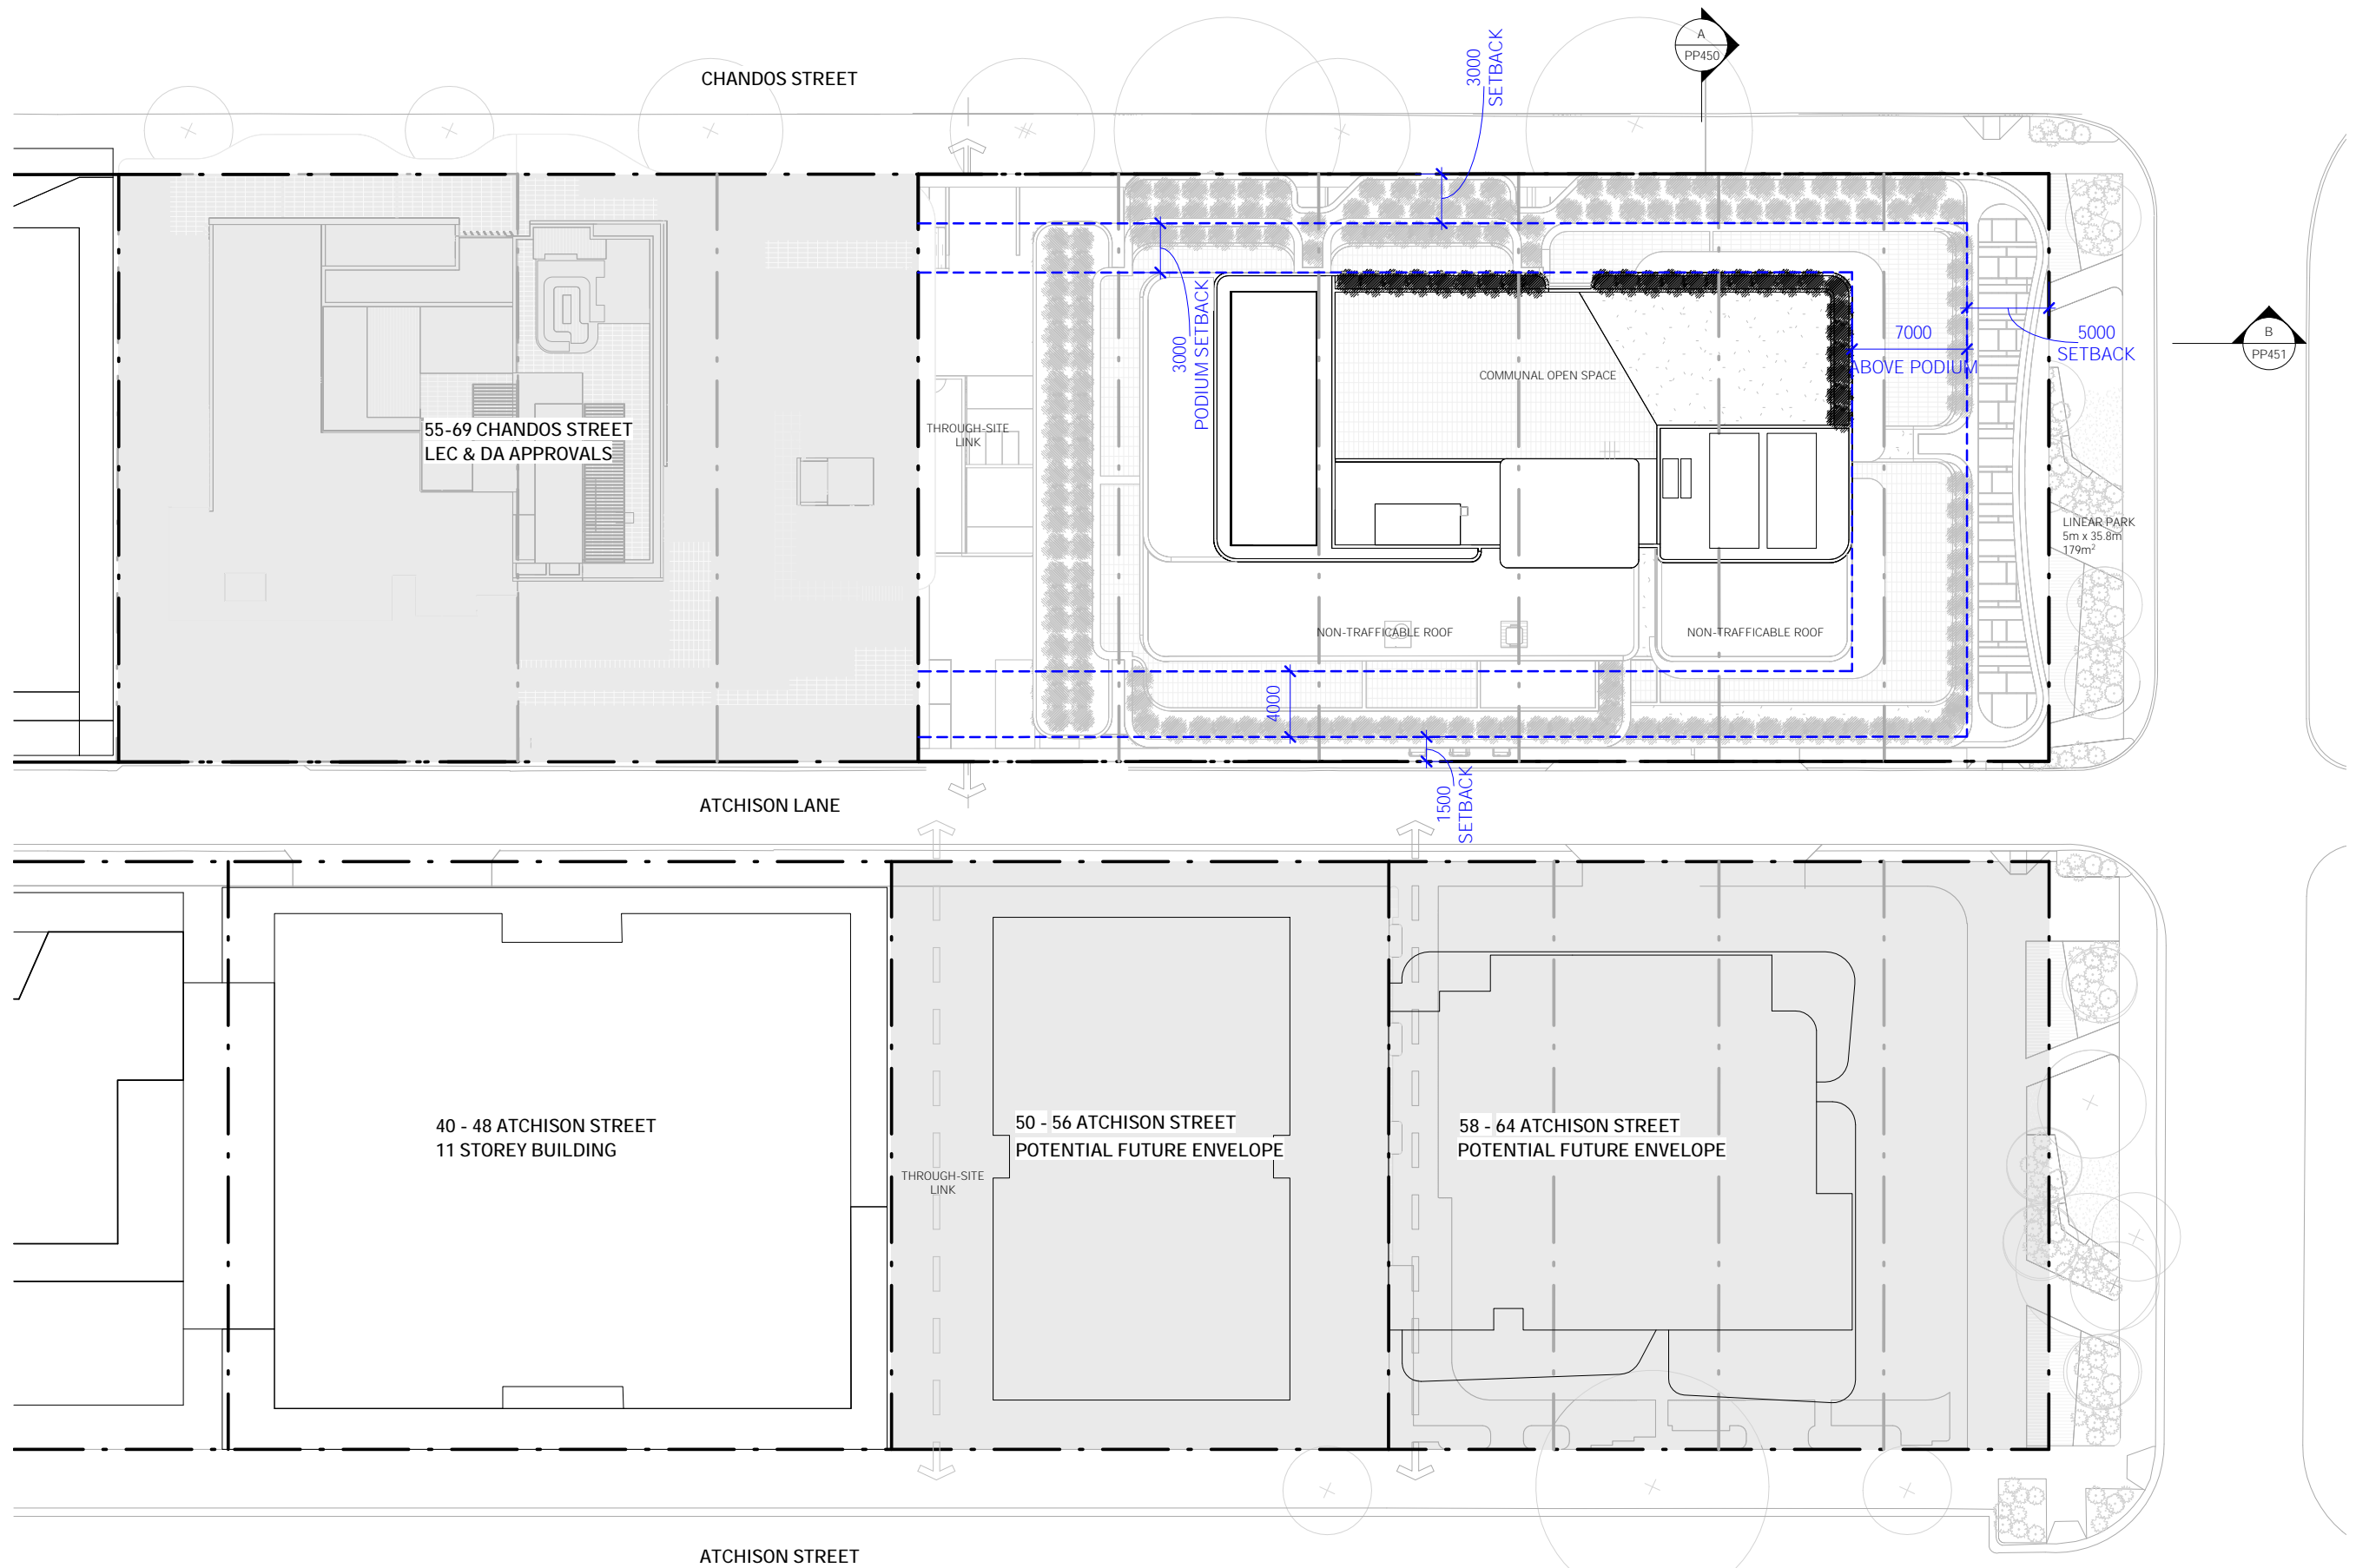 CHANDOS STREET
3000
SETBACK
A
PP450
3000
PODIUM SETBACK
COMMUNAL OPEN SPACE
7000
ABOVE PODIUM
5000
SETBACK
B
PP451
55-69 CHANDOS STREET
LEC & DA APPROVALS
THROUGH-SITE
LINK
LINEAR PARK
5m x 35.8m
179m²
NON-TRAFFICABLE ROOF
NON-TRAFFICABLE ROOF
4000
1500
SETBACK
ATCHISON LANE
40 - 48 ATCHISON STREET
11 STOREY BUILDING
50 - 56 ATCHISON STREET
POTENTIAL FUTURE ENVELOPE
58 - 64 ATCHISON STREET
POTENTIAL FUTURE ENVELOPE
THROUGH-SITE
LINK
ATCHISON STREET